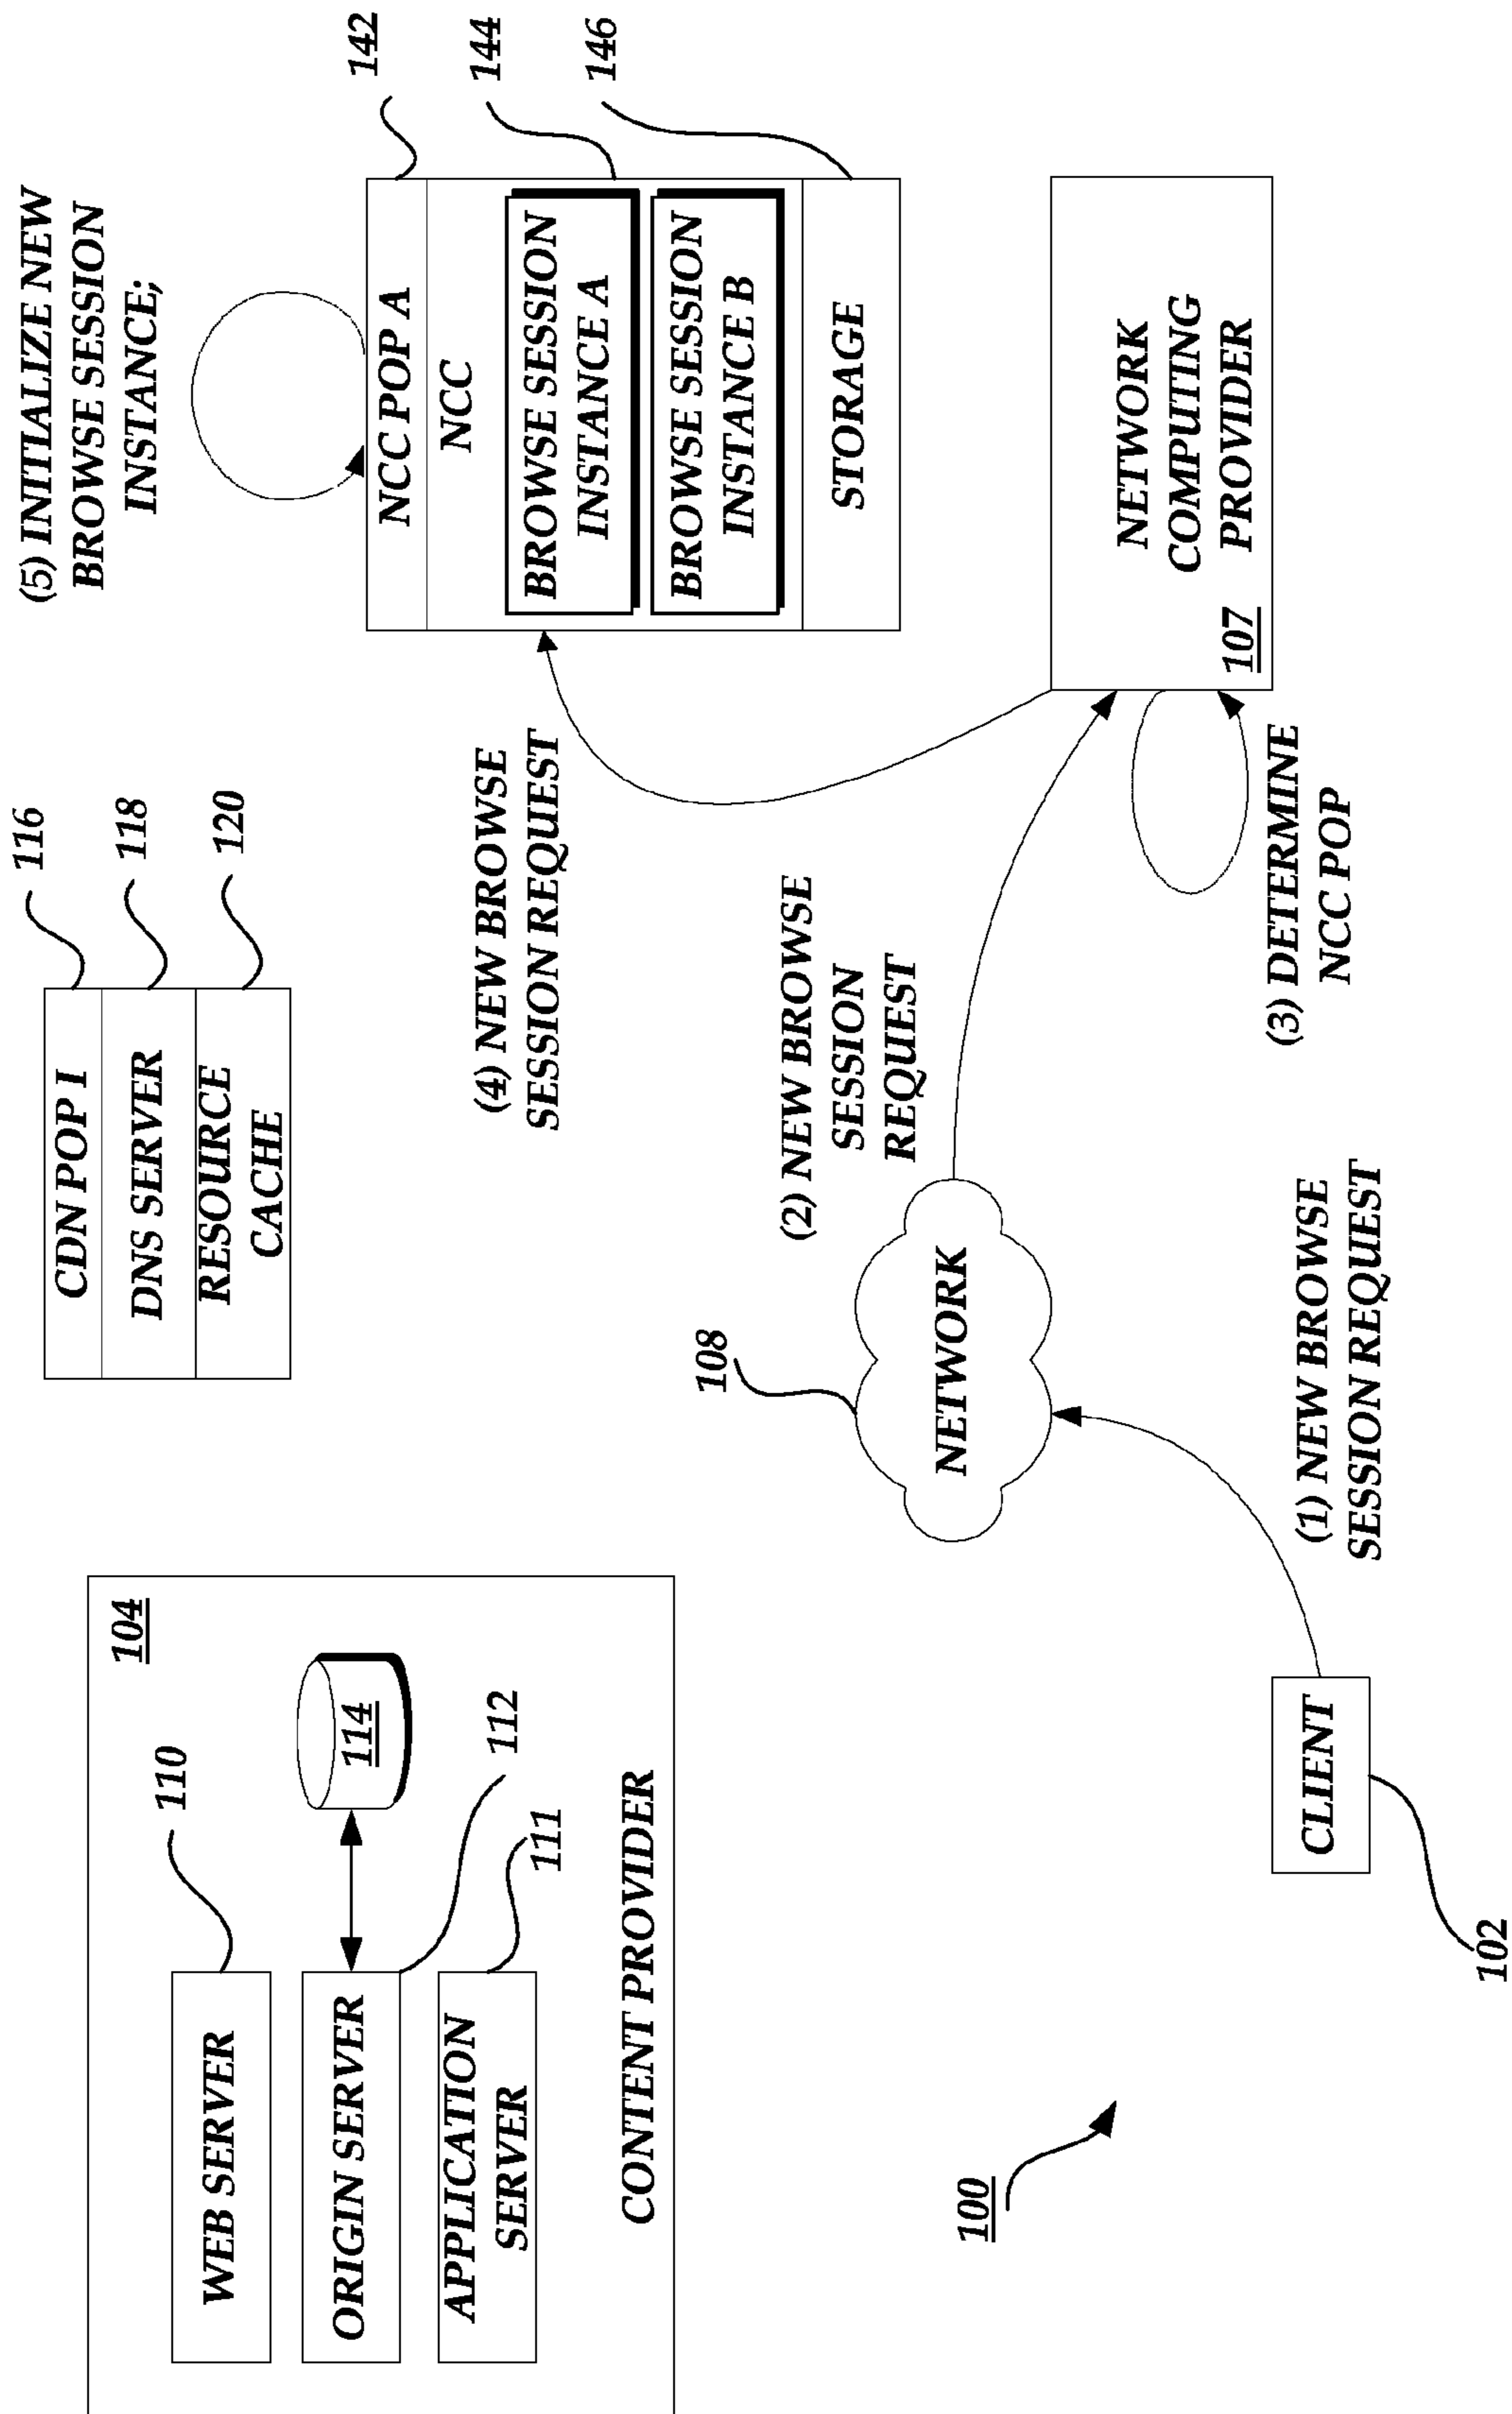 104
110
WEB SERVER
114
ORIGIN SERVER
112
APPLICATION
SERVER
111
CONTENT PROVIDER
116
118
120
CDN POP I
DNS SERVER
RESOURCE
CACHE
(5) INITIALIZE NEW
BROWSE SESSION
INSTANCE;
142
144
146
NCC POP A
NCC
BROWSE SESSION
INSTANCE A
BROWSE SESSION
INSTANCE B
STORAGE
(4) NEW BROWSE
SESSION REQUEST
108
NETWORK
(2) NEW BROWSE
SESSION
REQUEST
NETWORK
COMPUTING
PROVIDER
107
(3) DETERMINE
NCC POP
(1) NEW BROWSE
SESSION REQUEST
CLIENT
102
100